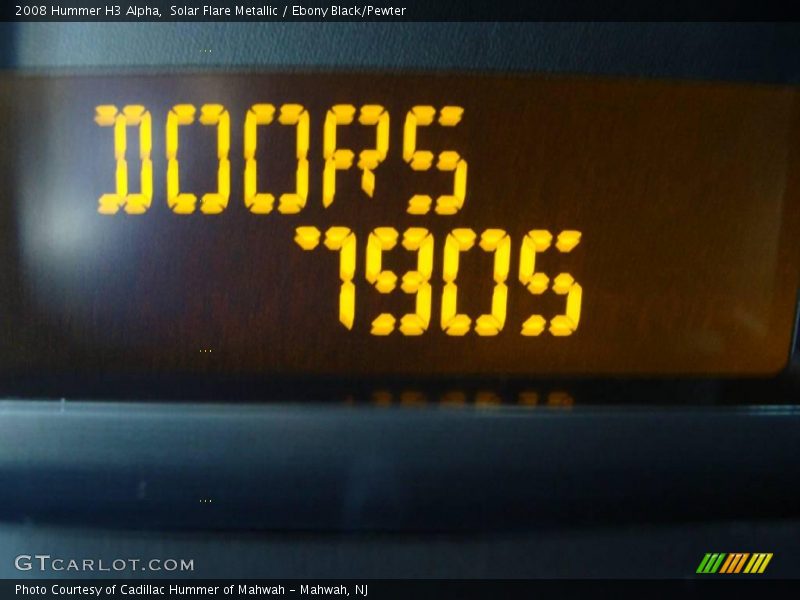 2008 Hummer H3 Alpha,  Solar Flare Metallic / Ebony Black/Pewter
DOORS
7905
GTCARLOT.COM
Photo Courtesy of Cadillac Hummer of Mahwah - Mahwah, NJ